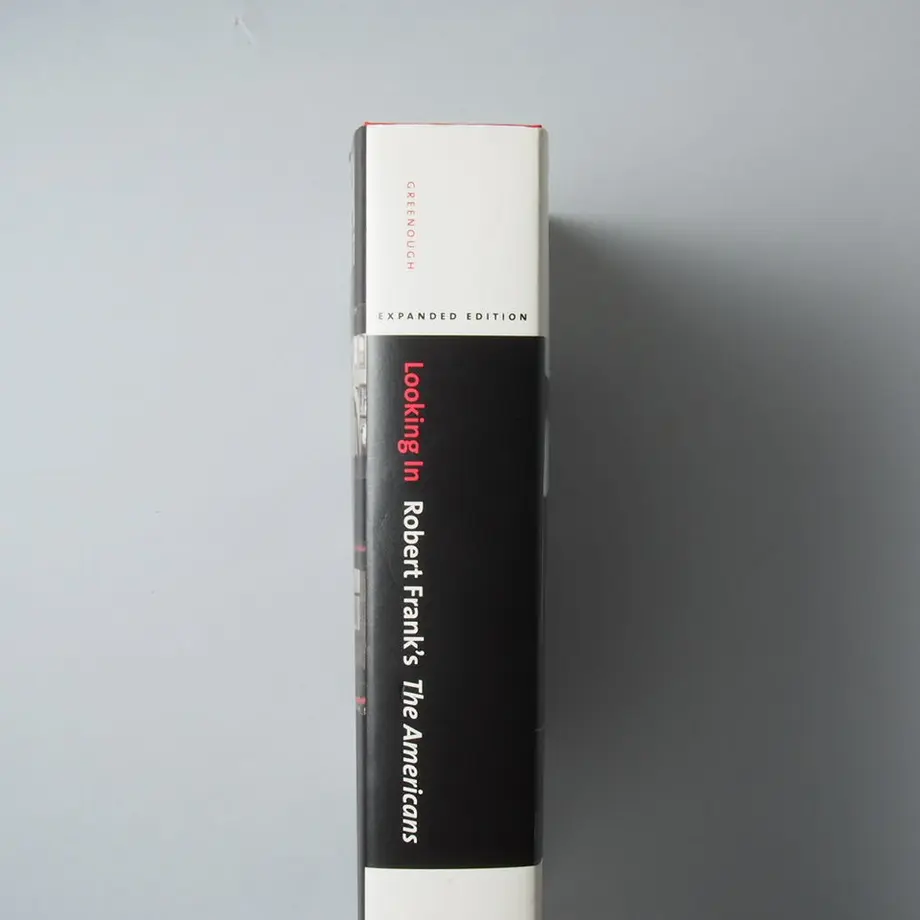 GREENOUGH
EXPANDED EDITION
Looking In Robert Frank's The Americans